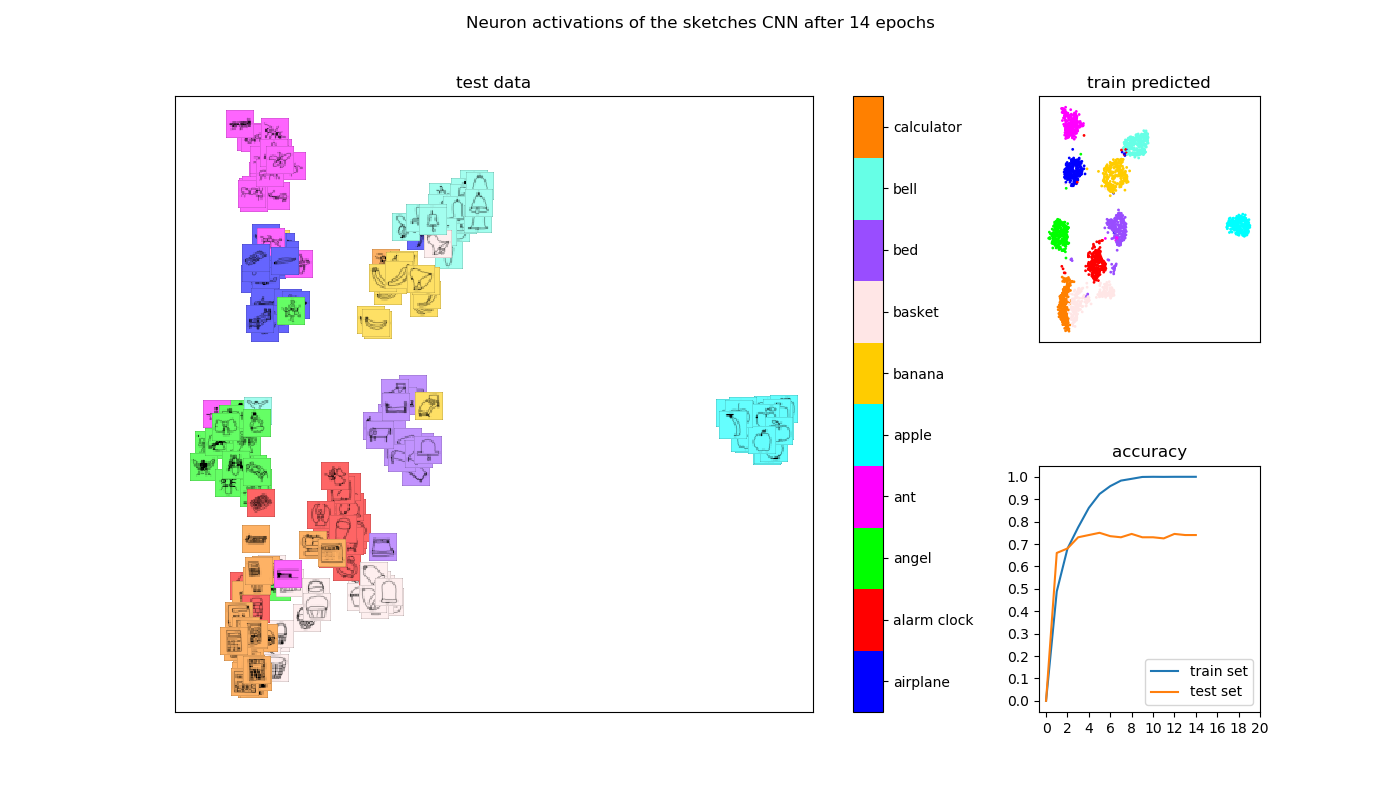 Neuron activations of the sketches CNN after 14 epochs
test data
calculator
bell
bed
basket
banana
apple
ant
angel
alarm clock
airplane
train predicted
accuracy
1.0
0.9
0.8
0.7
0.6
0.5
0.4
0.3
0.2
0.1
0.0
train set
test set
0 2 4 6 8 10 12 14 16 18 20